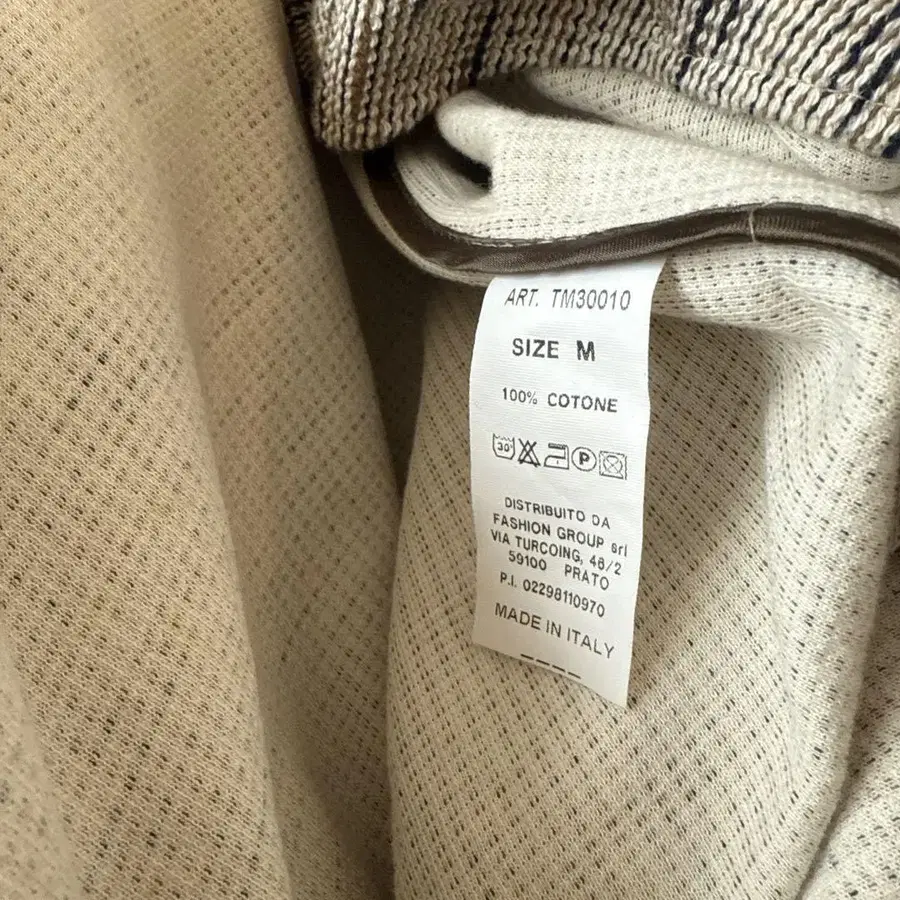 ART. TM30010
SIZE M
100% COTONE
30° P
DISTRIBUITO DA
FASHION GROUP srl
VIA TURCOING, 48/2
59100 PRATO
P.I. 02298110970
MADE IN ITALY